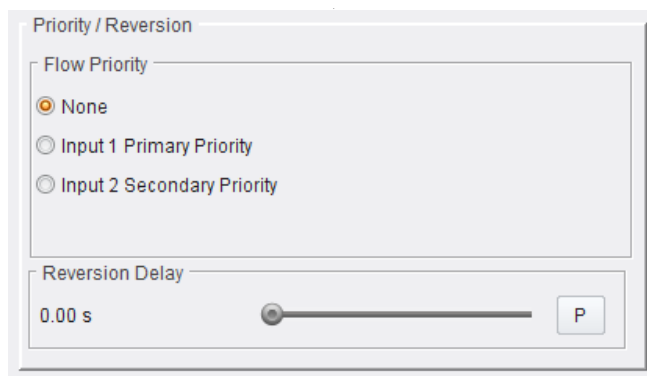 Priority / Reversion
Flow Priority
None
Input 1 Primary Priority
Input 2 Secondary Priority
Reversion Delay
0.00 s
P